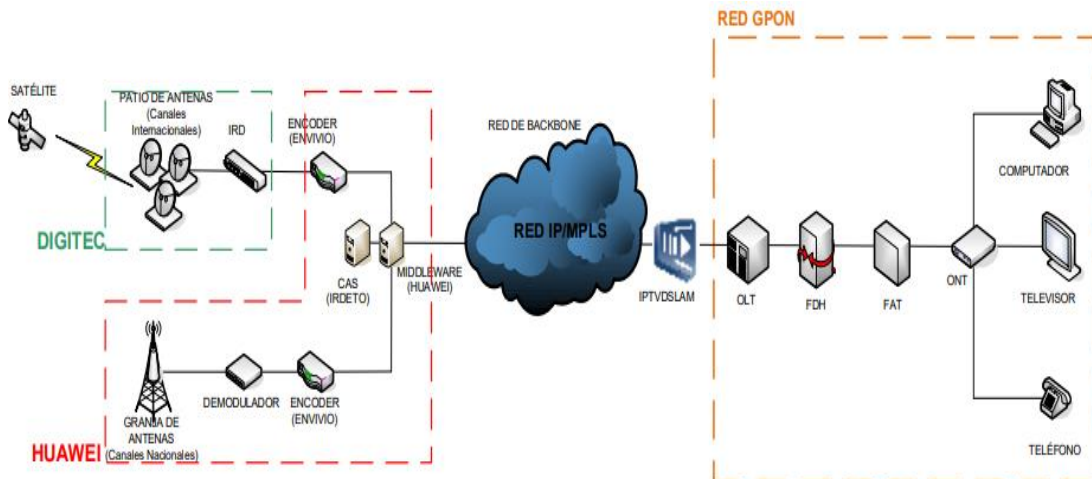 RED GPON
SATÉLITE
PATIO DE ANTENAS
(Canales
Internacionales)
IRD
ENCODER
(ENVIVIO)
RED DE BACKBONE
COMPUTADOR
DIGITEC
RED IP/MPLS
CAS
(IRDETO)
MIDDLEWARE
(HUAWEI)
IPTVDSLAM
OLT
FDH
FAT
ONT
TELEVISOR
GRANJA DE
ANTENAS
(Canales Nacionales)
DEMODULADOR
ENCODER
(ENVIVIO)
HUAWEI
TELÉFONO